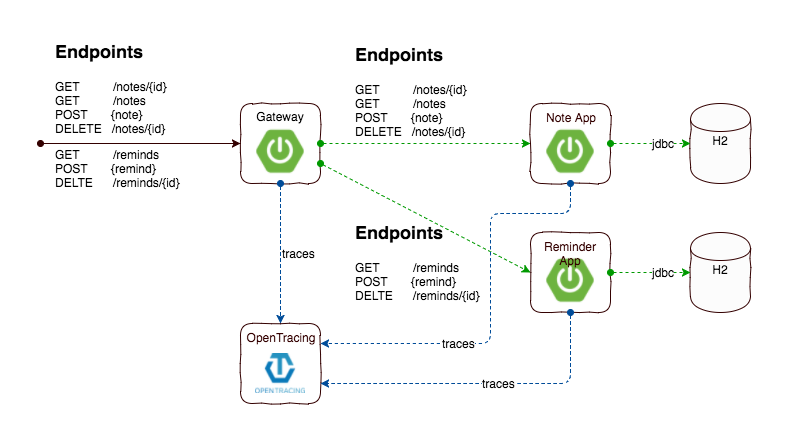 Endpoints
GET /notes/{id}
GET /notes
POST {note}
DELETE /notes/{id}
GET /reminds
POST {remind}
DELTE /reminds/{id}
Gateway
Endpoints
GET /notes/{id}
GET /notes
POST {note}
DELETE /notes/{id}
Note App
jdbc
H2
Endpoints
GET /reminds
POST {remind}
DELTE /reminds/{id}
Reminder
App
jdbc
H2
traces
OpenTracing
OPENTRACING
traces
traces